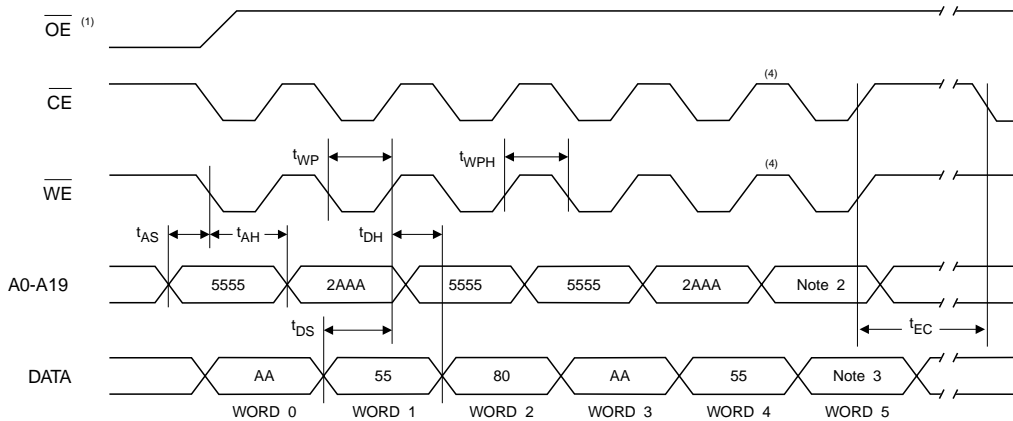 OE (1)
CE
(4)
tWP
tWPH
WE
(4)
tAS
tAH
tDH
A0-A19
5555
2AAA
5555
5555
2AAA
Note 2
tDS
tEC
DATA
AA
55
80
AA
55
Note 3
WORD 0
WORD 1
WORD 2
WORD 3
WORD 4
WORD 5